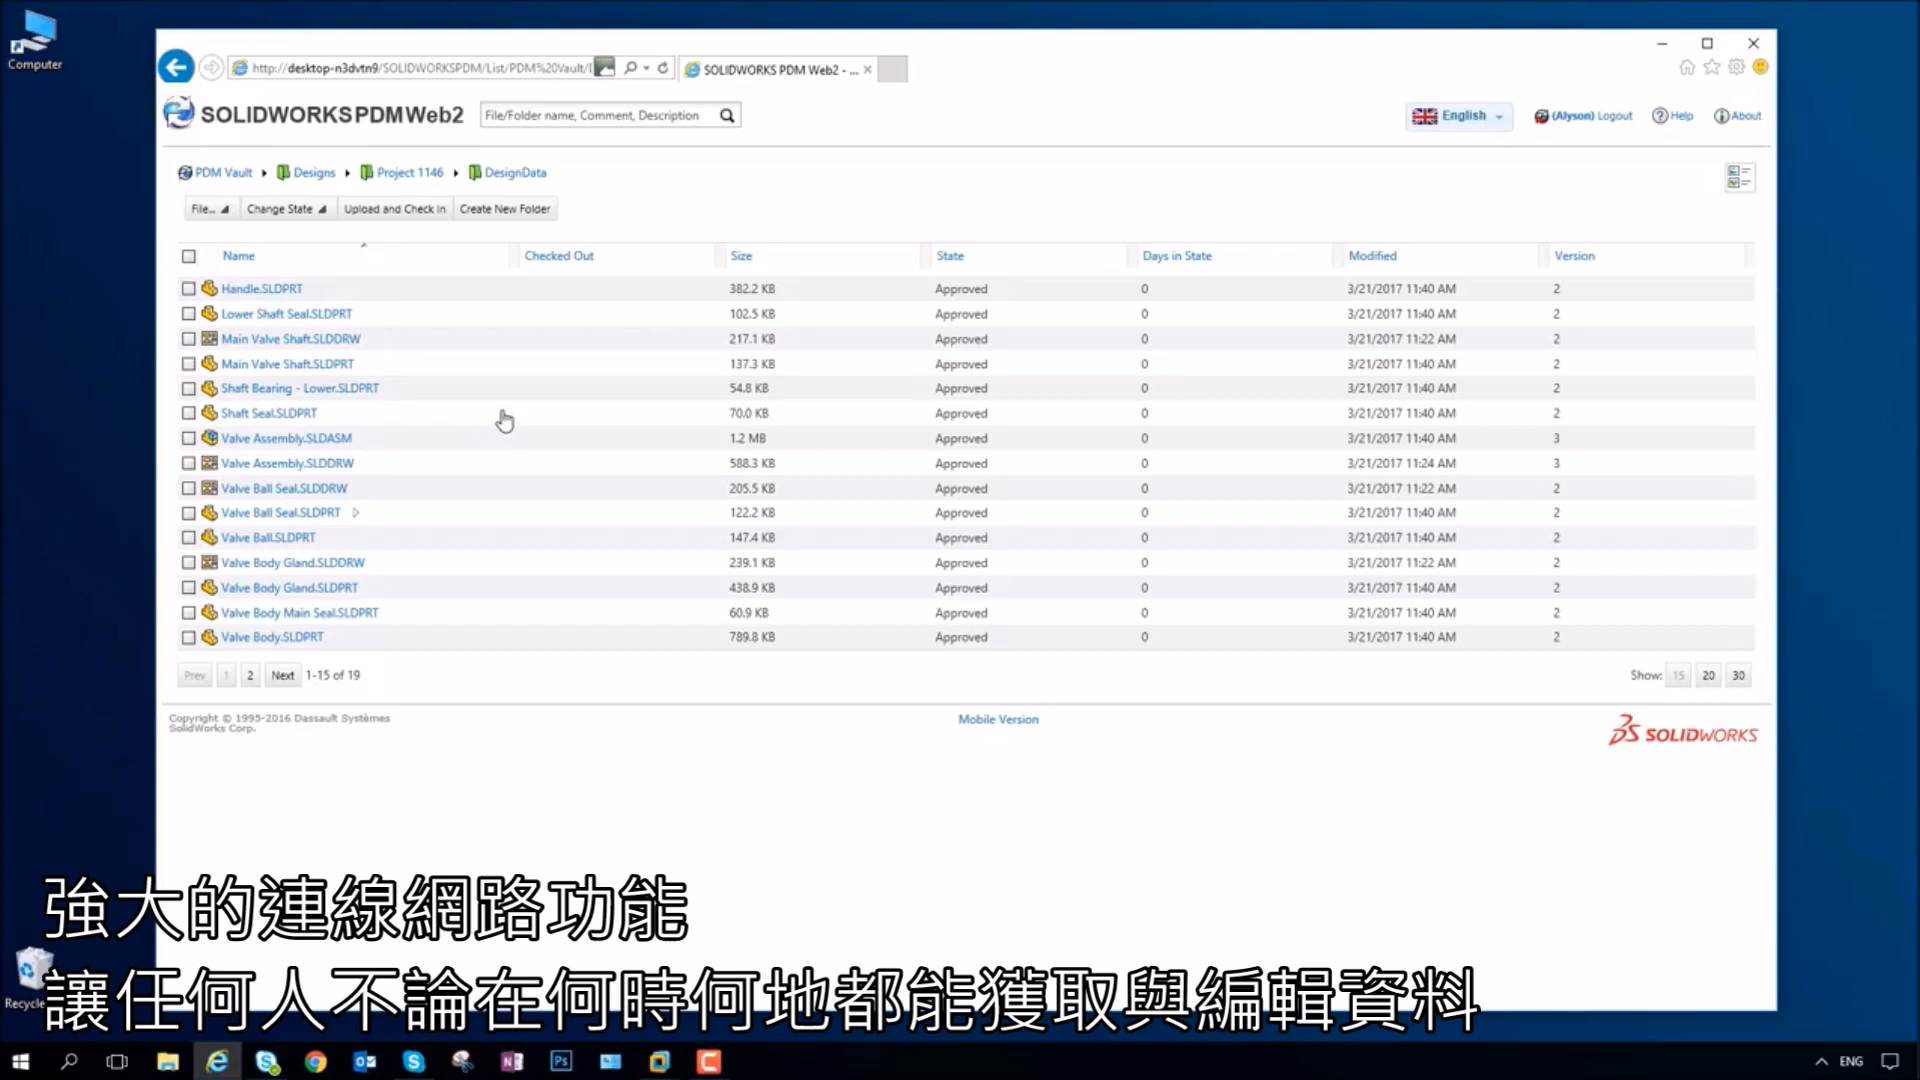 Computer
http://desktop-n3dvtn9/SOLIDWORKSPDM/List/PDM%20Vault/
SOLIDWORKS PDM Web2 - ...
SOLIDWORKSPDMWeb2
File/Folder name, Comment, Description
English
(Alyson) Logout
Help
About
PDM Vault
Designs
Project 1146
DesignData
File...
Change State
Upload and Check In
Create New Folder
Name Checked Out Size State Days in State Modified Version
Handle.SLDPRT 382.2 KB Approved 0 3/21/2017 11:40 AM 2
Lower Shaft Seal.SLDPRT 102.5 KB Approved 0 3/21/2017 11:40 AM 2
Main Valve Shaft.SLDDRW 217.1 KB Approved 0 3/21/2017 11:22 AM 2
Main Valve Shaft.SLDPRT 137.3 KB Approved 0 3/21/2017 11:40 AM 2
Shaft Bearing - Lower.SLDPRT 54.8 KB Approved 0 3/21/2017 11:40 AM 2
Shaft Seal.SLDPRT 70.0 KB Approved 0 3/21/2017 11:40 AM 2
Valve Assembly.SLDASM 1.2 MB Approved 0 3/21/2017 11:40 AM 3
Valve Assembly.SLDDRW 588.3 KB Approved 0 3/21/2017 11:24 AM 3
Valve Ball Seal.SLDDRW 205.5 KB Approved 0 3/21/2017 11:22 AM 2
Valve Ball Seal.SLDPRT 122.2 KB Approved 0 3/21/2017 11:40 AM 2
Valve Ball.SLDPRT 147.4 KB Approved 0 3/21/2017 11:40 AM 2
Valve Body Gland.SLDDRW 239.1 KB Approved 0 3/21/2017 11:22 AM 2
Valve Body Gland.SLDPRT 438.9 KB Approved 0 3/21/2017 11:40 AM 2
Valve Body Main Seal.SLDPRT 60.9 KB Approved 0 3/21/2017 11:40 AM 2
Valve Body.SLDPRT 789.8 KB Approved 0 3/21/2017 11:40 AM 2
Prev 1 2 Next 1-15 of 19
Show: 15 20 30
Copyright © 1995-2016 Dassault Systèmes
SolidWorks Corp.
Mobile Version
SOLIDWORKS
強大的連線網路功能
Recycle
讓任何人不論在何時何地都能獲取與編輯資料
ENG